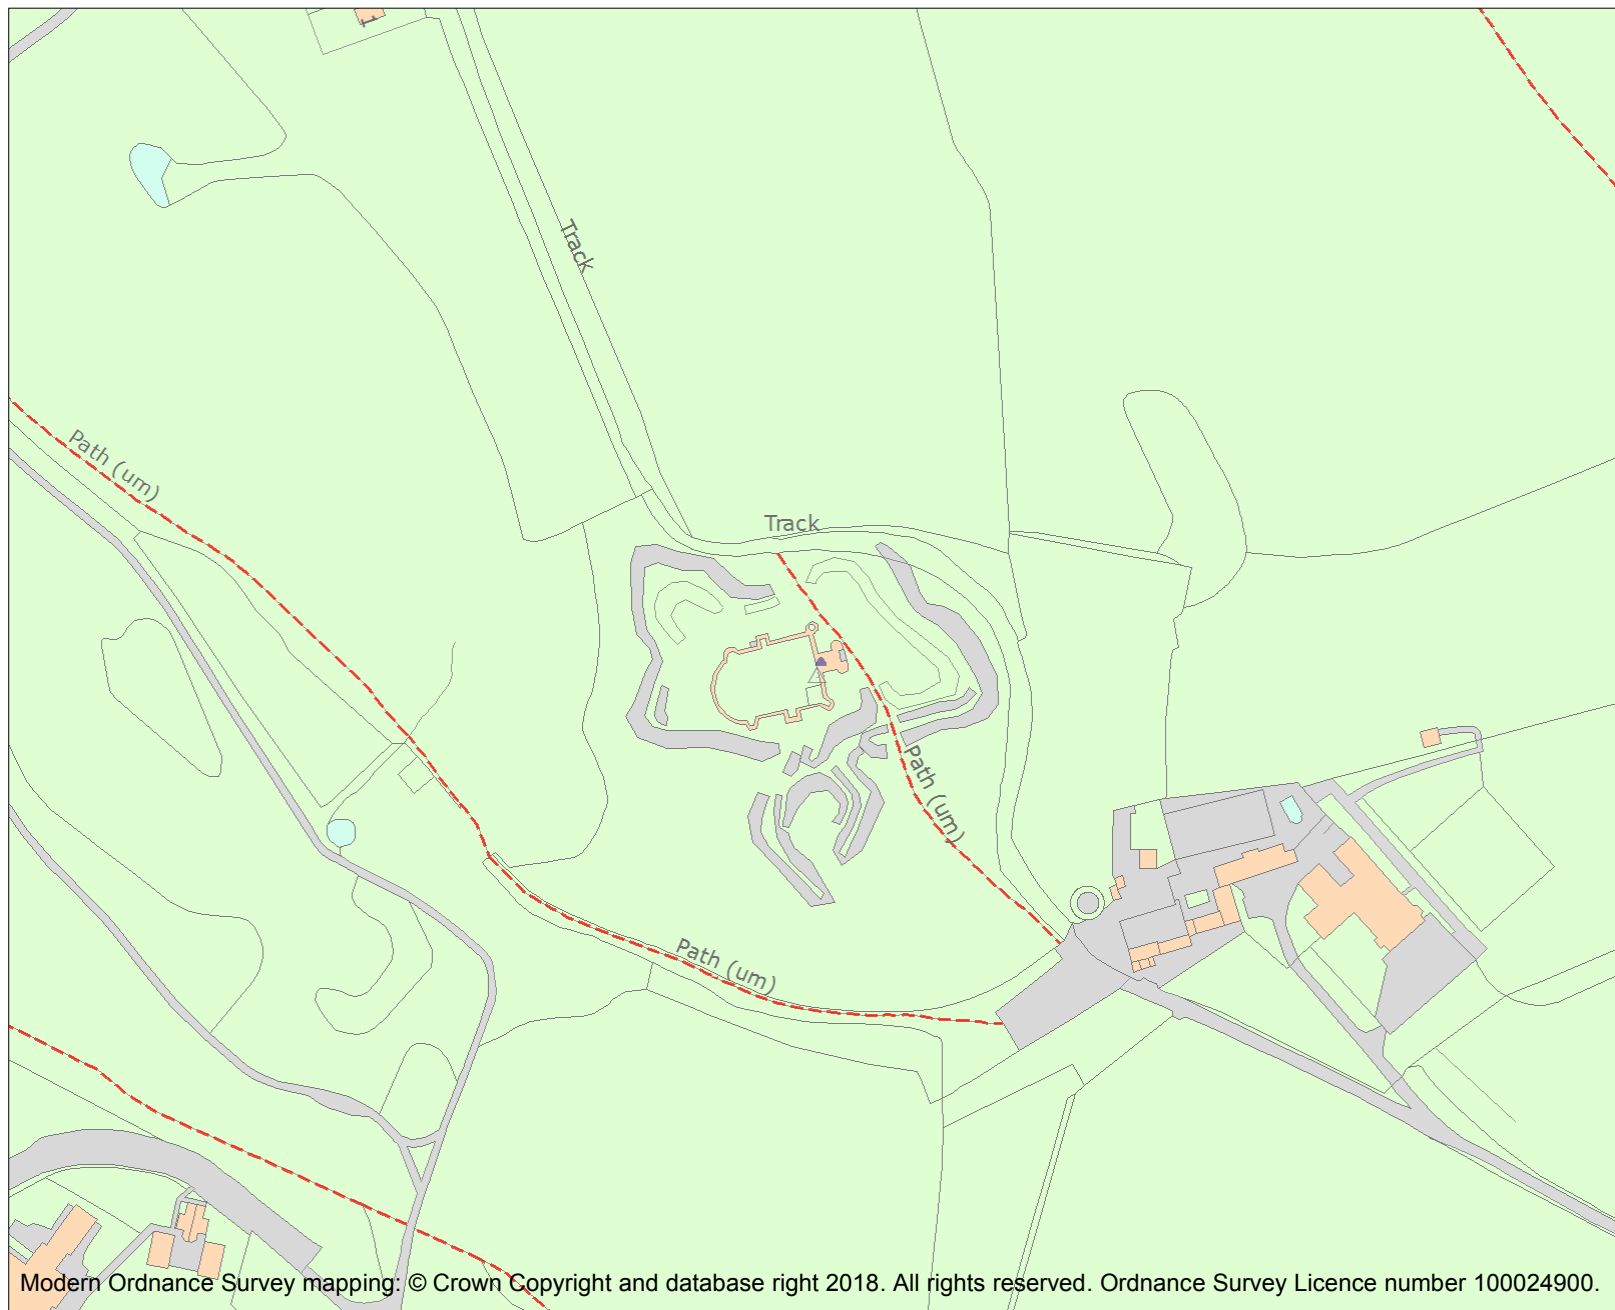 Track
Path (um)
Track
Path (um)
Path (um)
Modern Ordnance Survey mapping: © Crown Copyright and database right 2018. All rights reserved. Ordnance Survey Licence number 100024900.